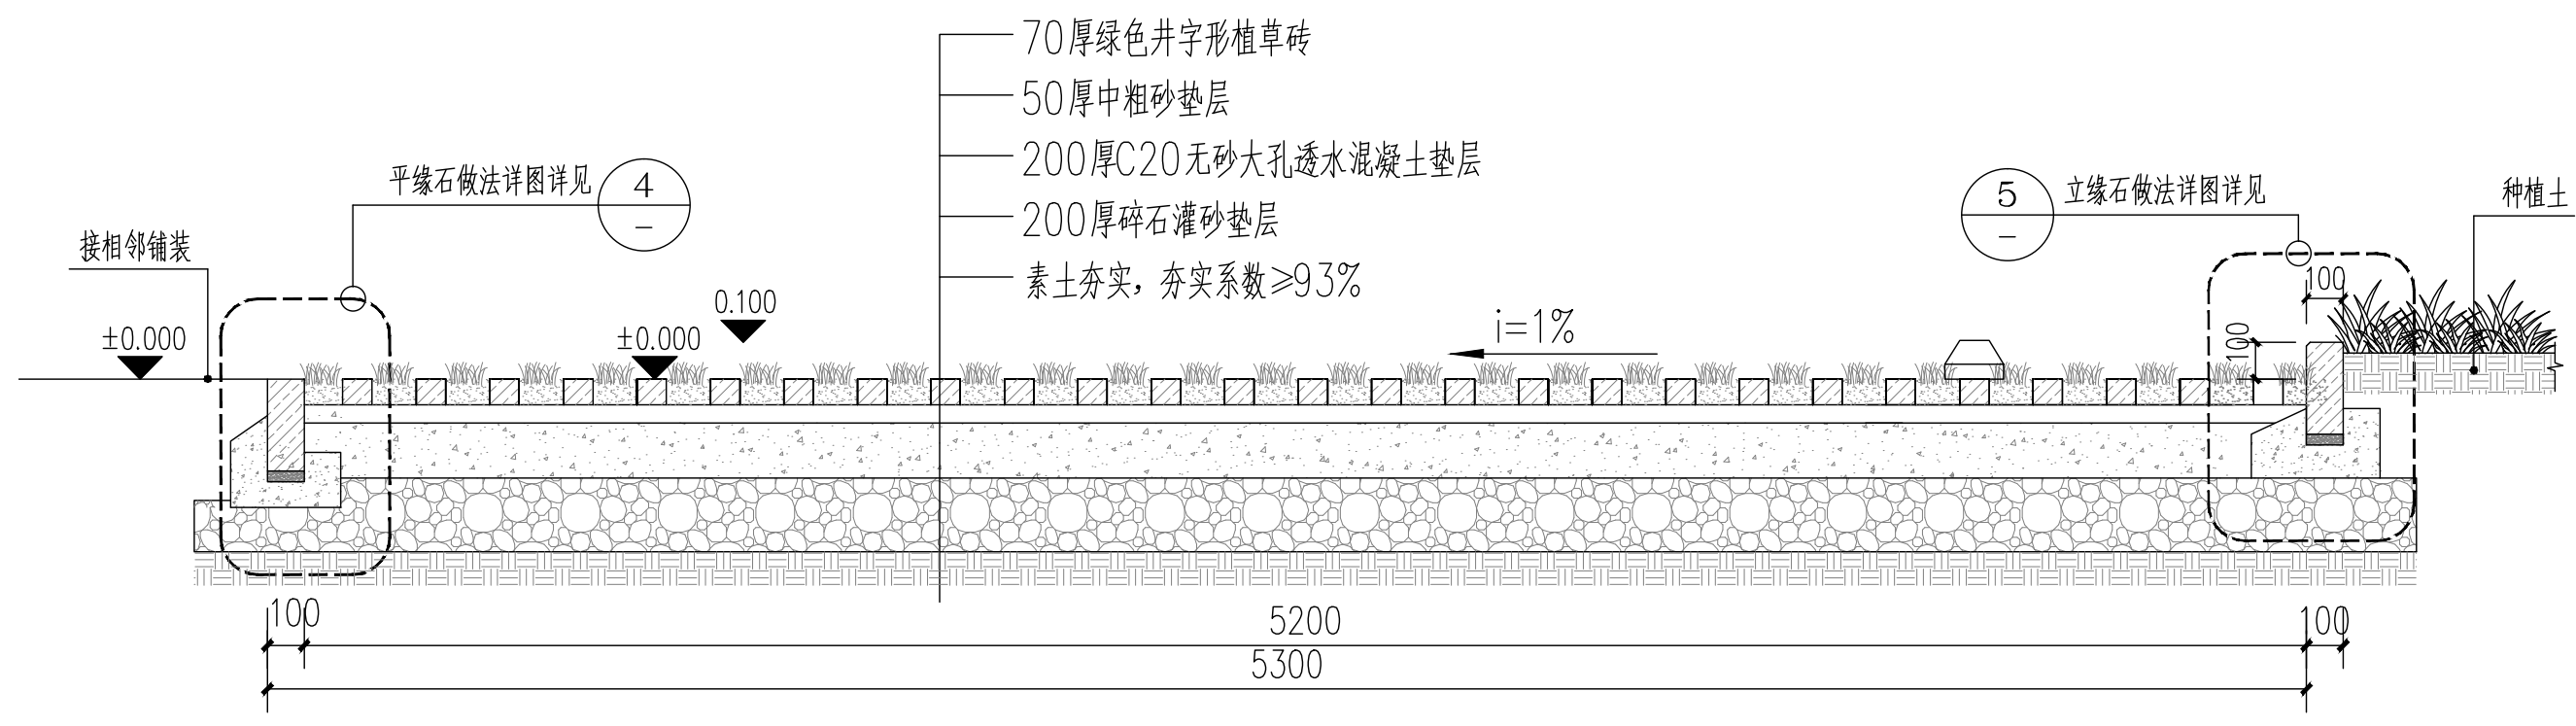 70厚绿色井字形植草砖
50厚中粗砂垫层
200厚C20无砂大孔透水混凝土垫层
200厚碎石灌砂垫层
素土夯实，夯实系数≥93%
平缘石做法详图详见
4
–
5
–
立缘石做法详图详见
种植土
接相邻铺装
±0.000
±0.000
0.100
i=1%
100
100
100
5200
100
5300